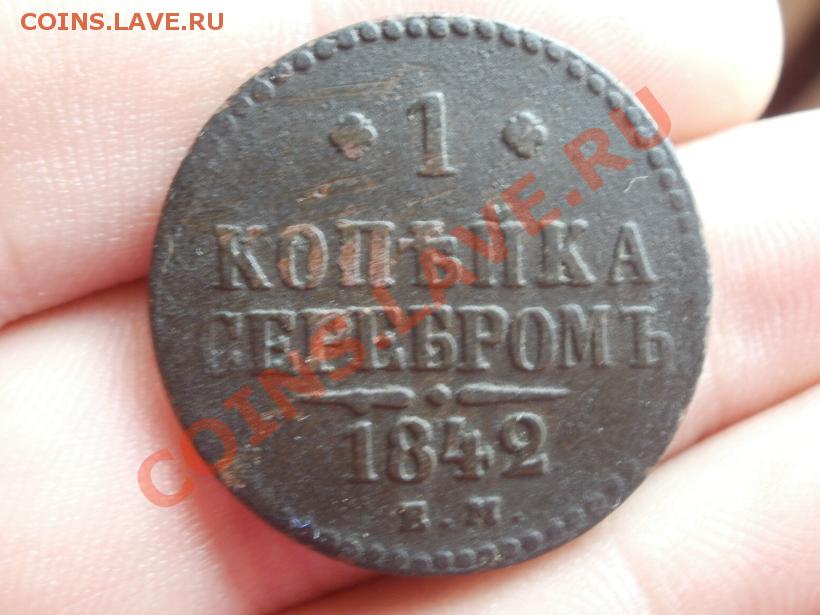 COINS.LAVE.RU
1
КОПѢЙКА
СЕРЕБРОМЪ
1842
Е.М.
COINS.LAVE.RU